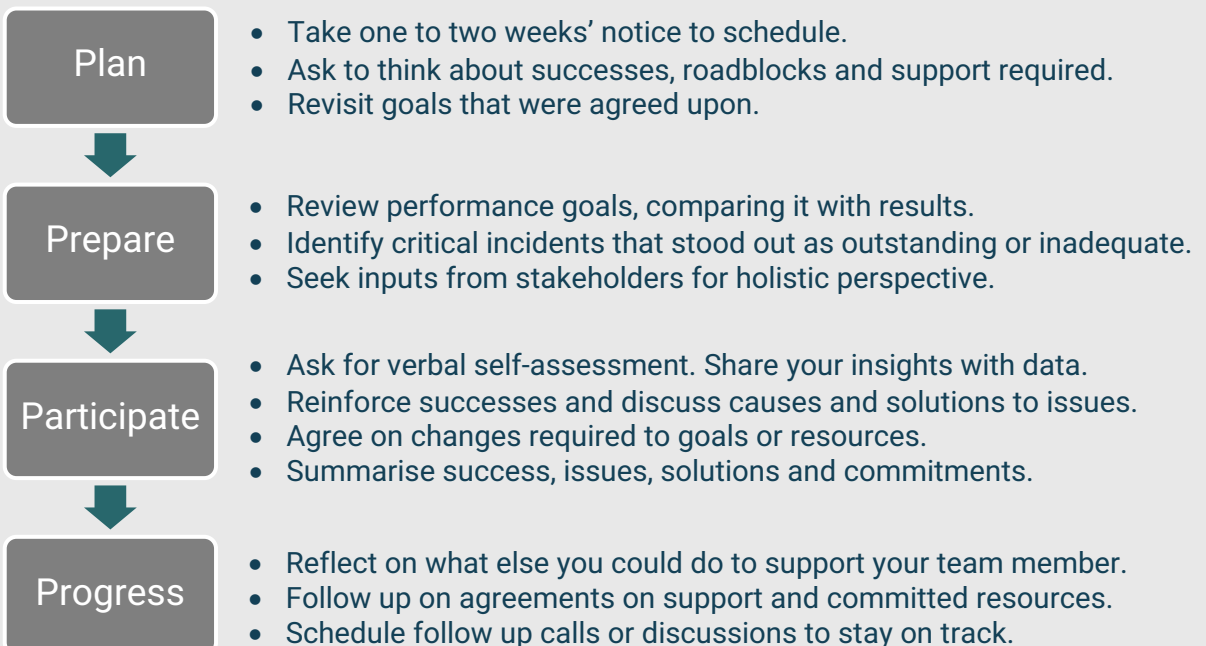 Plan
• Take one to two weeks’ notice to schedule.
• Ask to think about successes, roadblocks and support required.
• Revisit goals that were agreed upon.
Prepare
• Review performance goals, comparing it with results.
• Identify critical incidents that stood out as outstanding or inadequate.
• Seek inputs from stakeholders for holistic perspective.
Participate
• Ask for verbal self-assessment. Share your insights with data.
• Reinforce successes and discuss causes and solutions to issues.
• Agree on changes required to goals or resources.
• Summarise success, issues, solutions and commitments.
Progress
• Reflect on what else you could do to support your team member.
• Follow up on agreements on support and committed resources.
• Schedule follow up calls or discussions to stay on track.